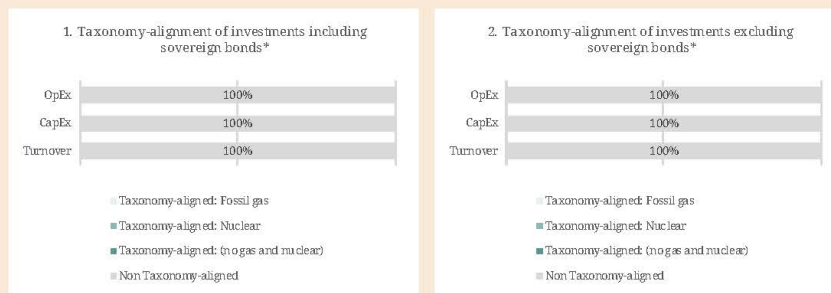 1. Taxonomy-alignment of investments including
sovereign bonds*
OpEx 100%
CapEx 100%
Turnover 100%
Taxonomy-aligned: Fossil gas
Taxonomy-aligned: Nuclear
Taxonomy-aligned: (no gas and nuclear)
Non Taxonomy-aligned
2. Taxonomy-alignment of investments excluding
sovereign bonds*
OpEx 100%
CapEx 100%
Turnover 100%
Taxonomy-aligned: Fossil gas
Taxonomy-aligned: Nuclear
Taxonomy-aligned: (no gas and nuclear)
Non Taxonomy-aligned